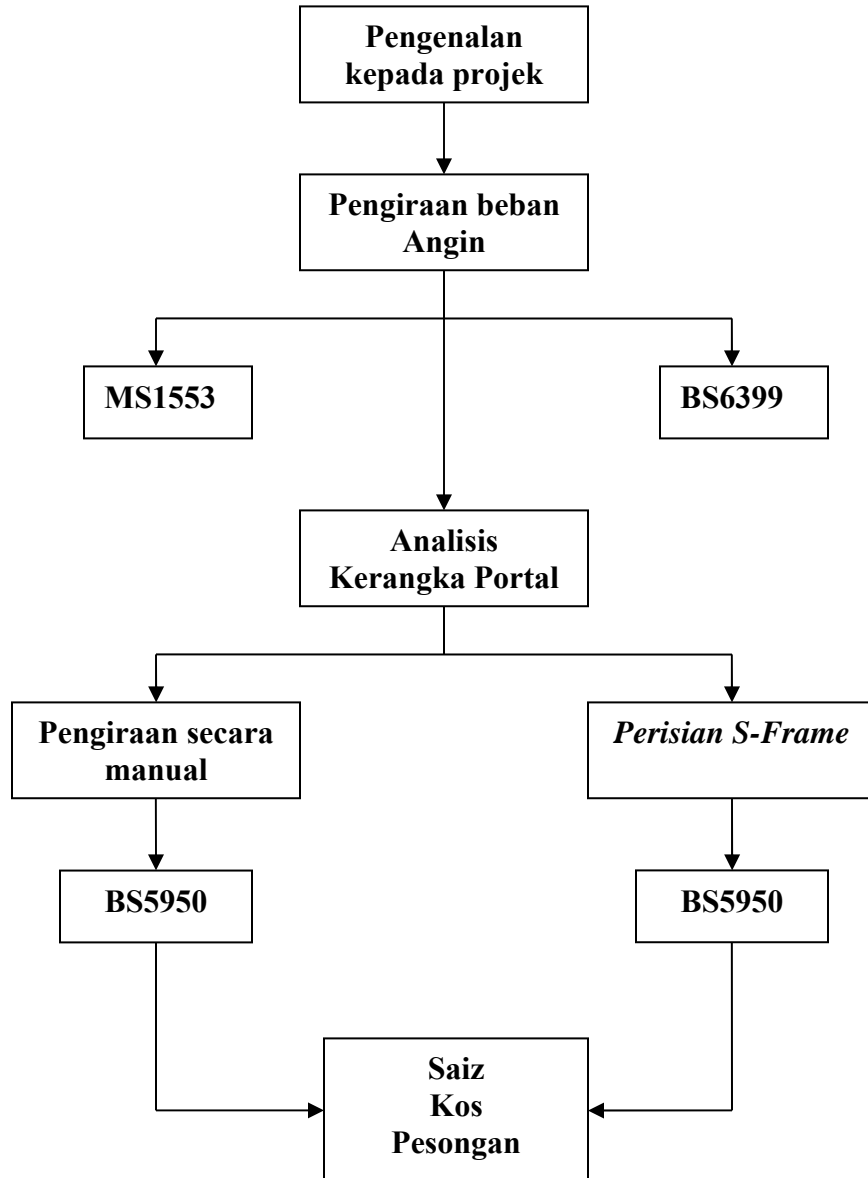 Pengenalan
kepada projek
Pengiraan beban
Angin
MS1553
BS6399
Analisis
Kerangka Portal
Pengiraan secara
manual
Perisian S-Frame
BS5950
BS5950
Saiz
Kos
Pesongan